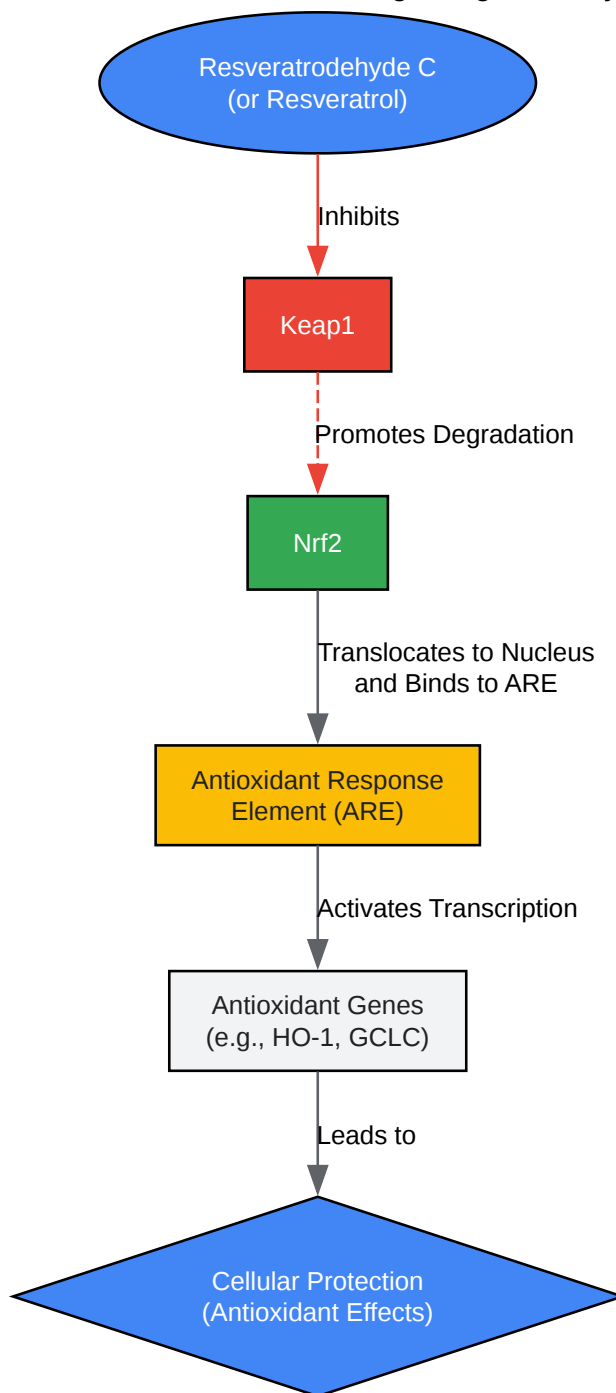 Resveratrodehyde C
(or Resveratrol)
Inhibits
Keap1
Promotes Degradation
Nrf2
Translocates to Nucleus
and Binds to ARE
Antioxidant Response
Element (ARE)
Activates Transcription
Antioxidant Genes
(e.g., HO-1, GCLC)
Leads to
Cellular Protection
(Antioxidant Effects)